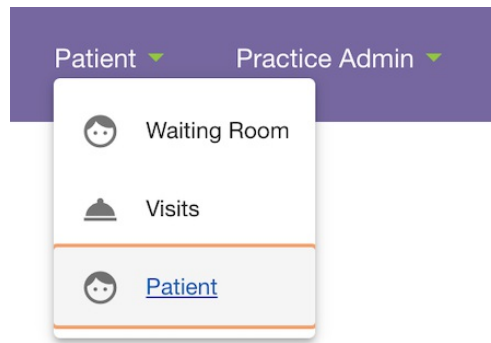 Patient Practice Admin
Waiting Room
Visits
Patient